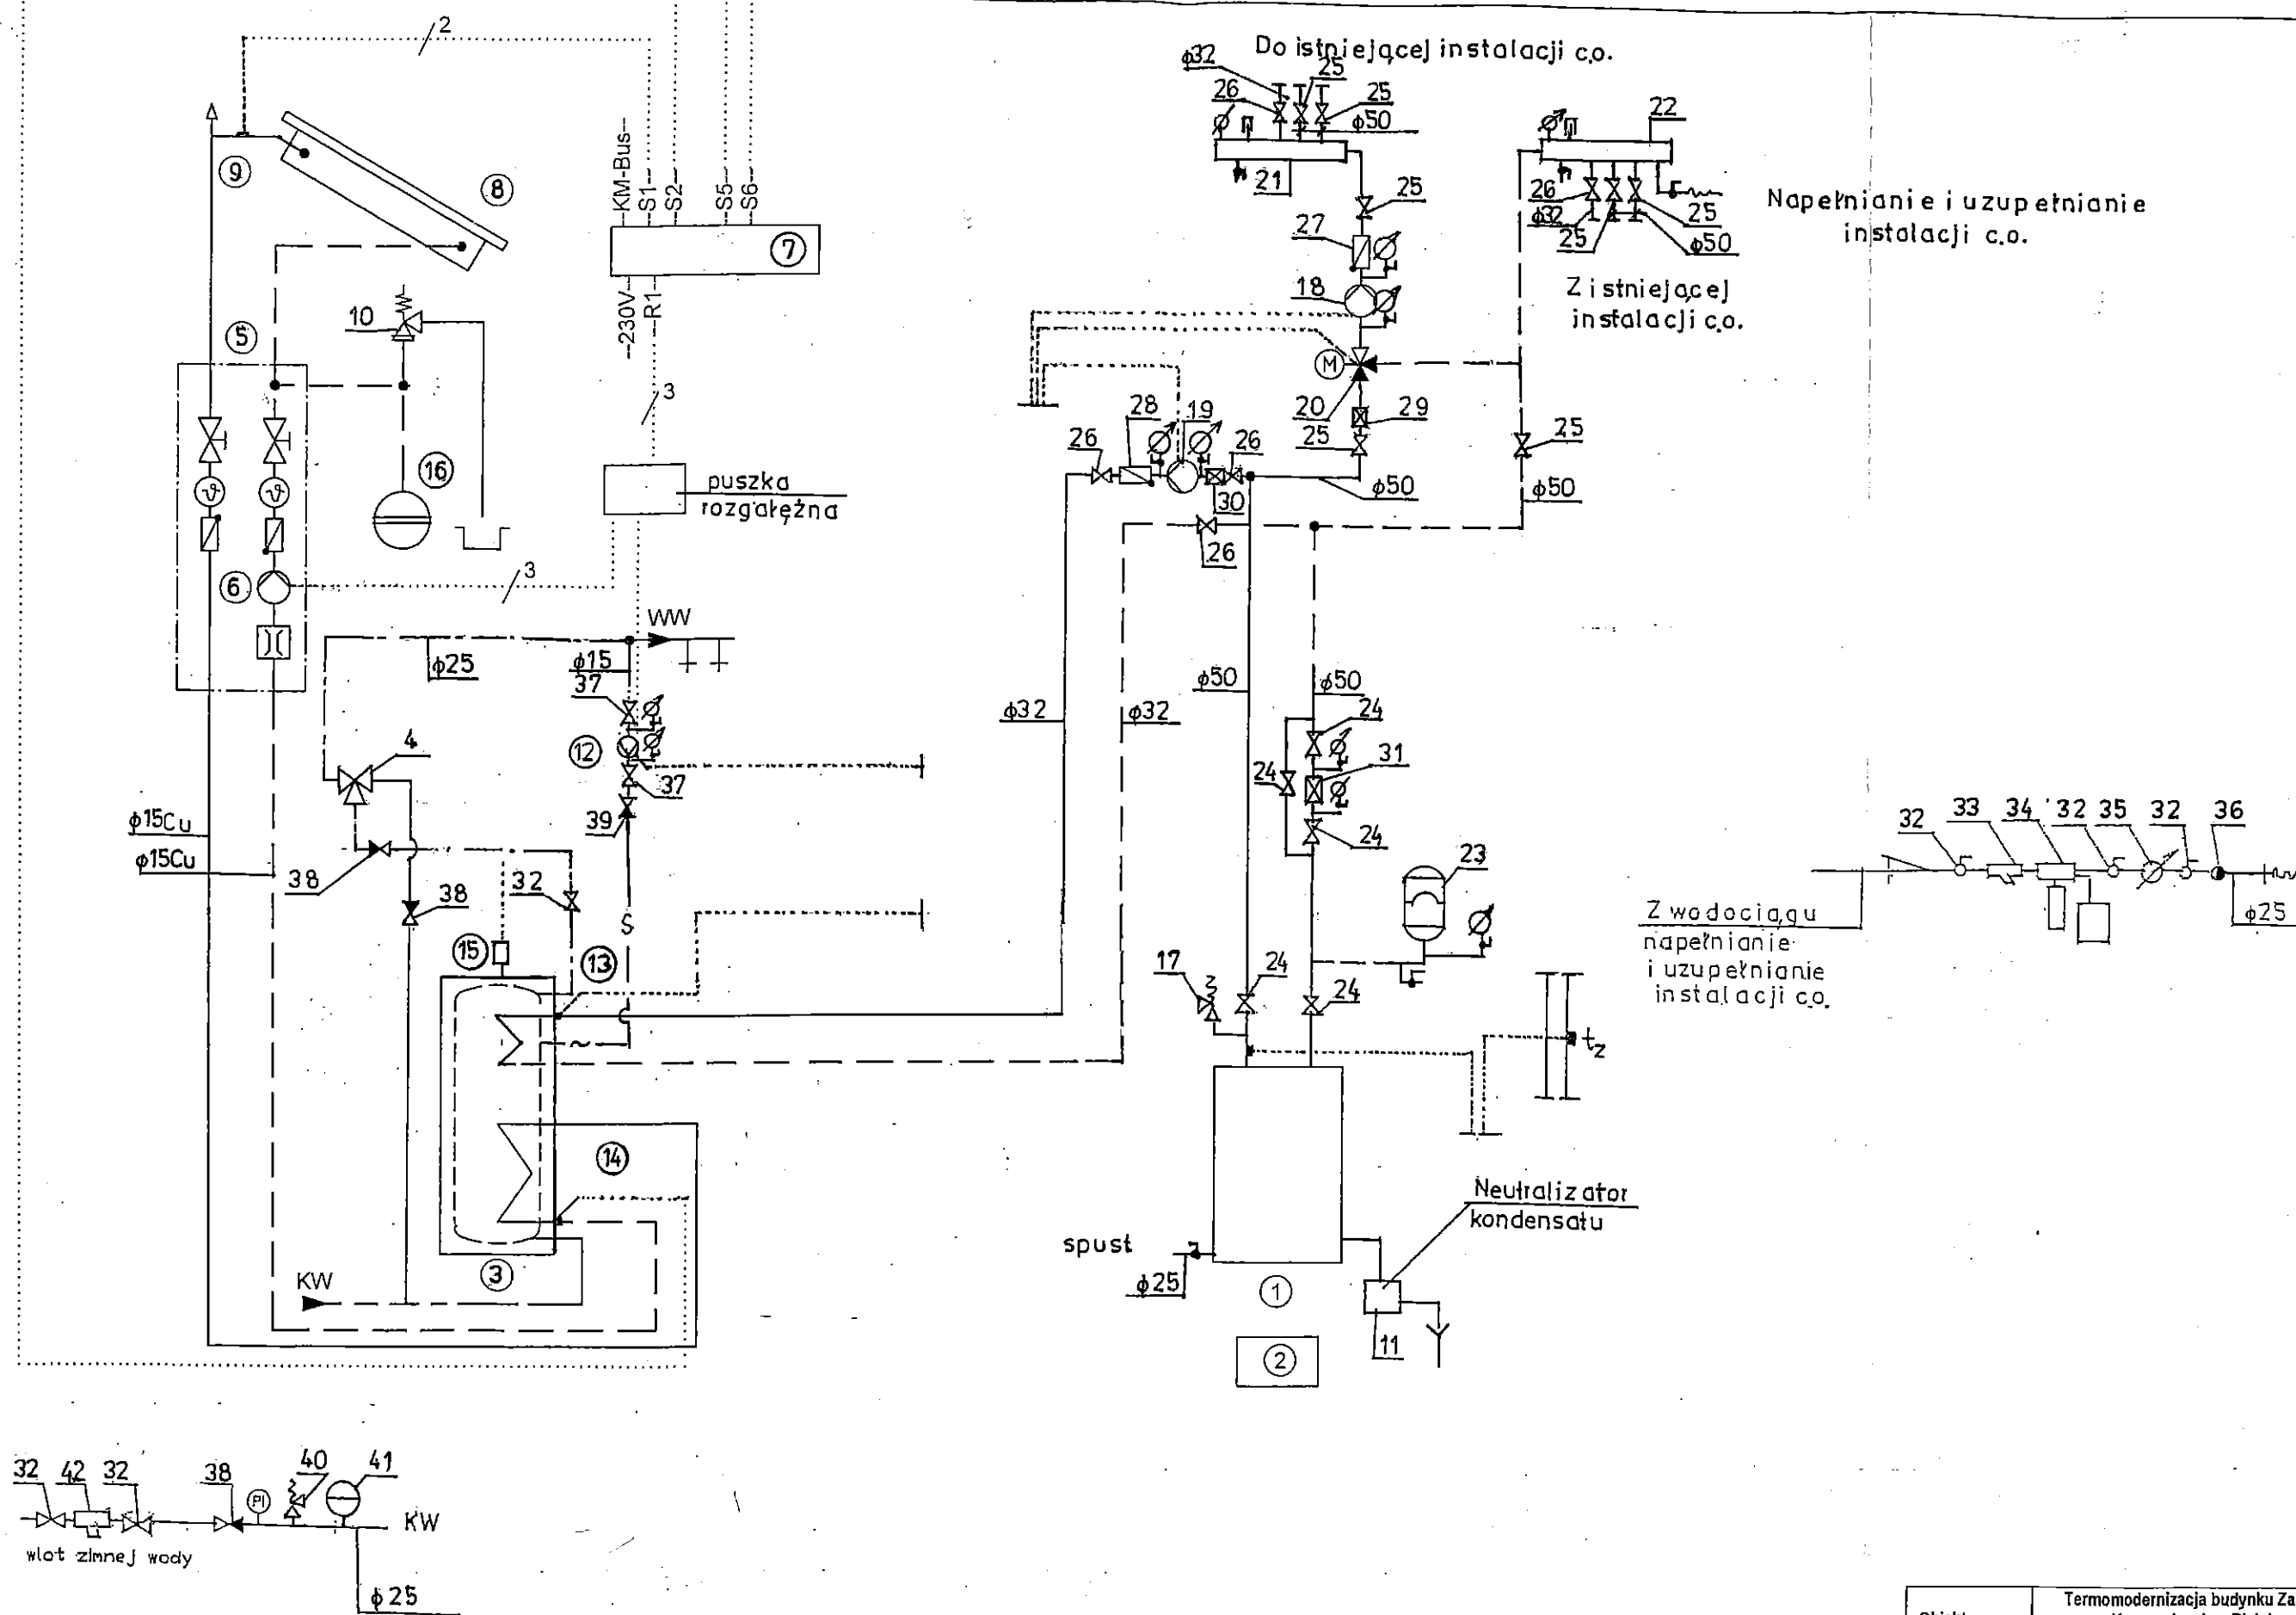 2
Do istniejącej instalacji c.o.
ϕ32
25
26
25
ϕ50
22
9
8
KM-Bus
S1
S2
S5
S6
7
21
25
26
ϕ32
25
25
ϕ50
Napełnianie i uzupełnianie
instalacji c.o.
27
Z istniejącej
instalacji c.o.
10
5
230V
R1
18
M
3
28
19
20
29
26
26
25
25
16
puszka
rozgałęźna
30
ϕ50
ϕ50
26
6
3
WW
ϕ25
ϕ15
37
ϕ50
ϕ50
ϕ32
ϕ32
24
4
12
31
37
24
39
24
ϕ15Cu
ϕ15Cu
32
33
34
32
35
32
36
38
32
38
23
Z wodociągu
napełnianie
i uzupełnianie
instalacji c.o.
ϕ25
S
15
13
17
24
24
tz
14
Neutralizator
kondensatu
spust
ϕ25
KW
3
1
11
2
32
42
32
38
PI
40
41
KW
wlot zimnej wody
ϕ25
Termomodernizacja budynku Za